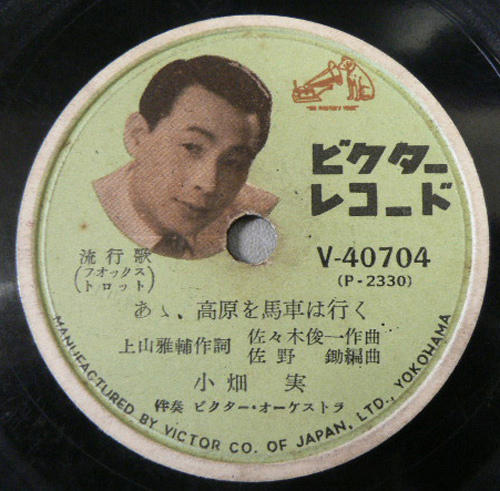 "HIS MASTER'S VOICE"
ビクター
レコード
V-40704
(P-2330)
流行歌
(フオックス
トロット)
あゝ、高原を馬車は行く
上山雅輔作詞 佐々木俊一作曲
佐野 鋤編曲
小畑 実
伴奏 ビクター・オーケストラ
MANUFACTURED BY VICTOR CO. OF JAPAN, LTD., YOKOHAMA